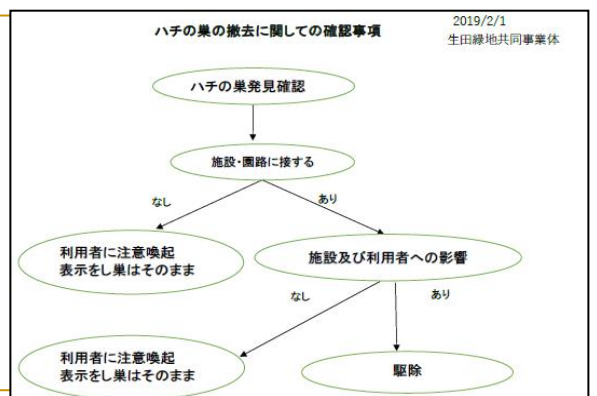 ハチの巣の撤去に関しての確認事項
2019/2/1
生田緑地共同事業体
ハチの巣発見確認
施設・園路に接する
なし
あり
利用者に注意喚起
表示をし巣はそのまま
施設及び利用者への影響
なし
あり
利用者に注意喚起
表示をし巣はそのまま
駆除